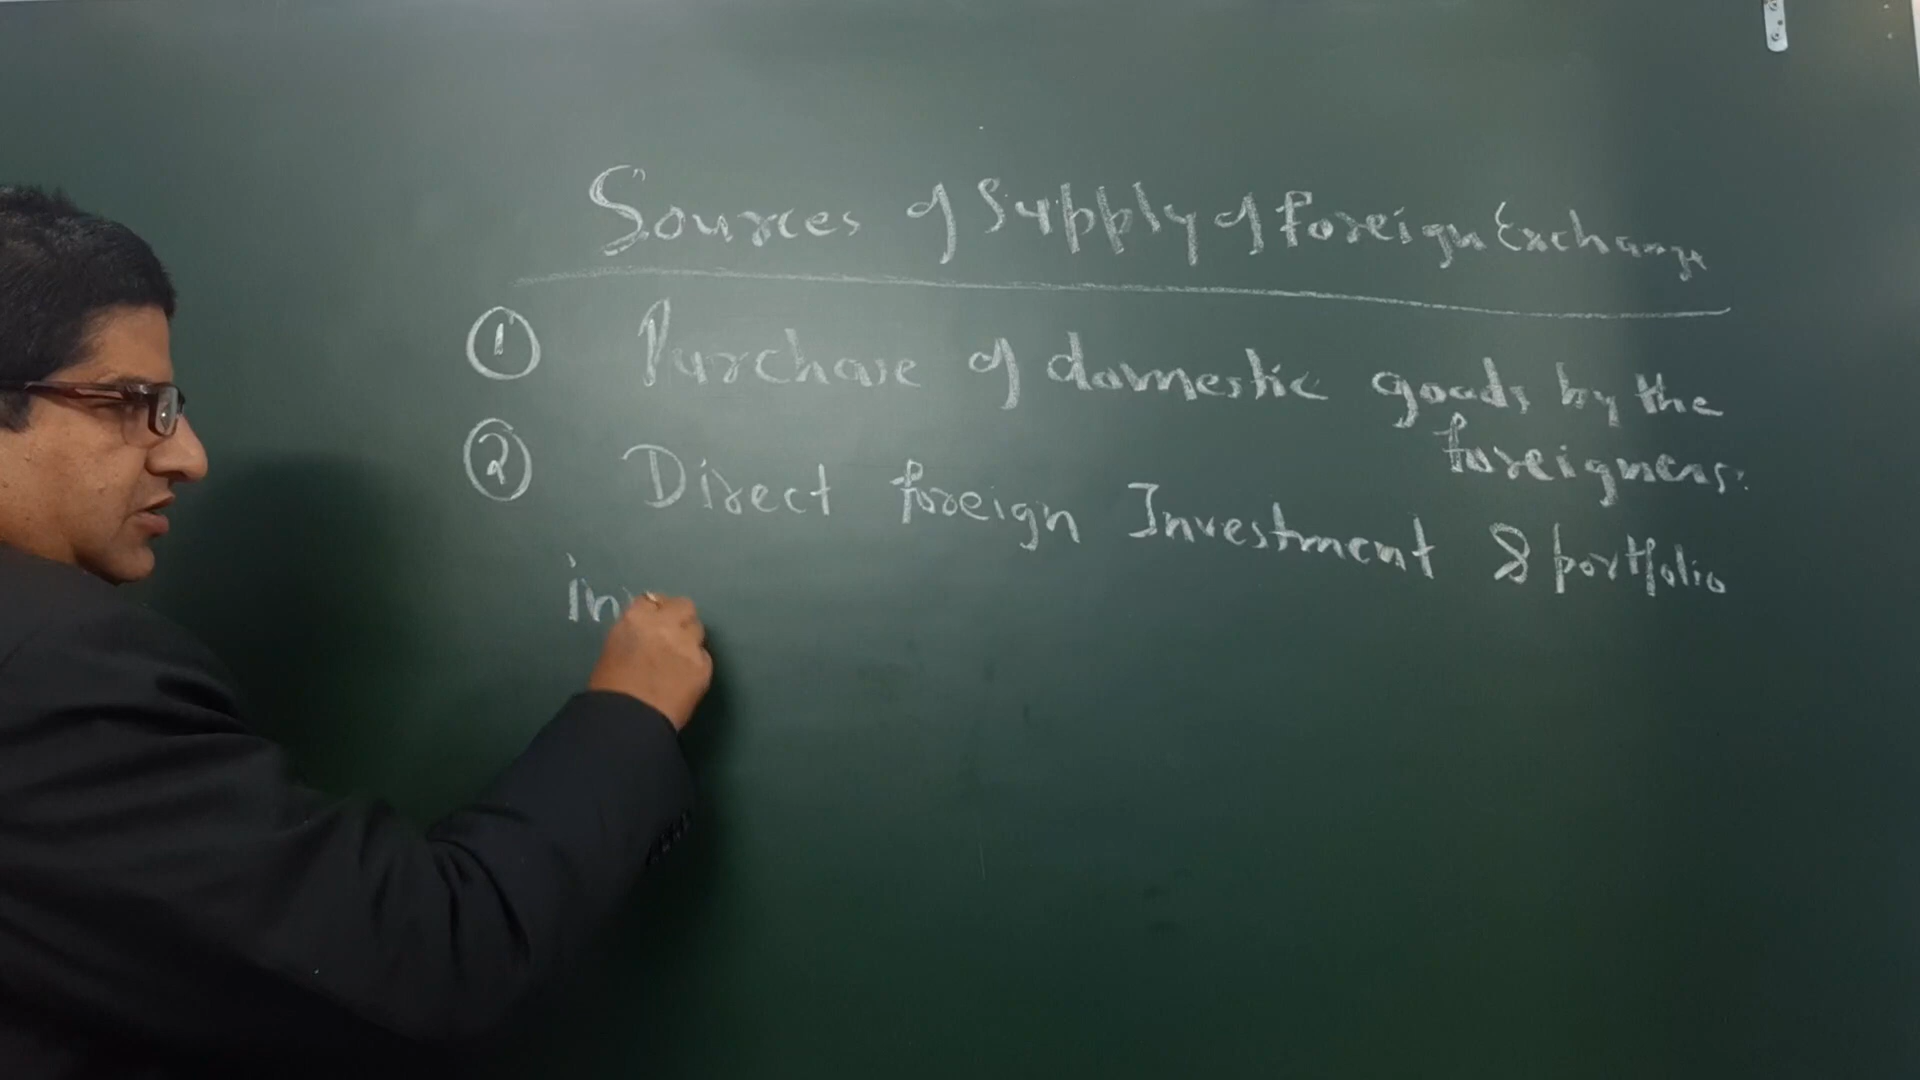 Sources of Supply of foreign Exchange
① Purchase of domestic goods by the
foreigners.
② Direct foreign Investment & portfolio
inv